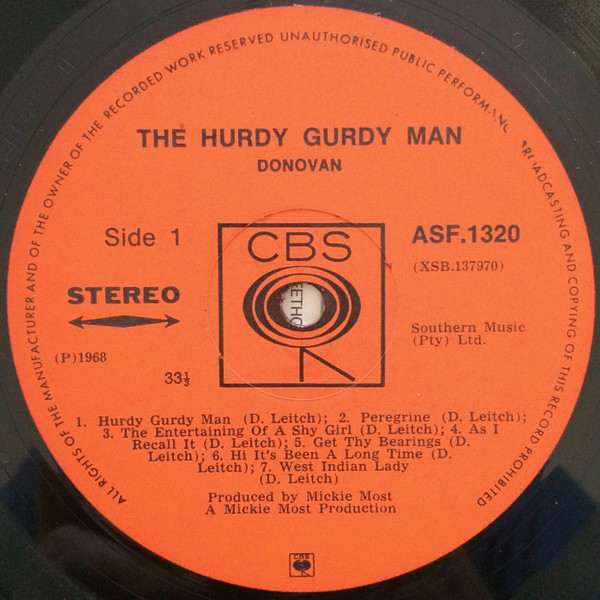 ALL RIGHTS OF THE MANUFACTURER AND OF THE OWNER OF THE RECORDED WORK RESERVED UNAUTHORISED PUBLIC PERFORMANC BROADCASTING AND COPYING OF THIS RECORD PROHIBITED
THE HURDY GURDY MAN
DONOVAN
Side 1
CBS
ASF.1320
(XSB.137970)
STEREO
Southern Music
(Pty) Ltd.
(P)1968
33⅓
1. Hurdy Gurdy Man (D. Leitch); 2. Peregrine (D. Leitch);
3. The Entertaining Of A Shy Girl (D. Leitch); 4. As I
Recall It (D. Leitch); 5. Get Thy Bearings (D.
Leitch); 6. Hi It's Been A Long Time (D.
Leitch); 7. West Indian Lady
(D. Leitch)
Produced by Mickie Most
A Mickie Most Production
CBS